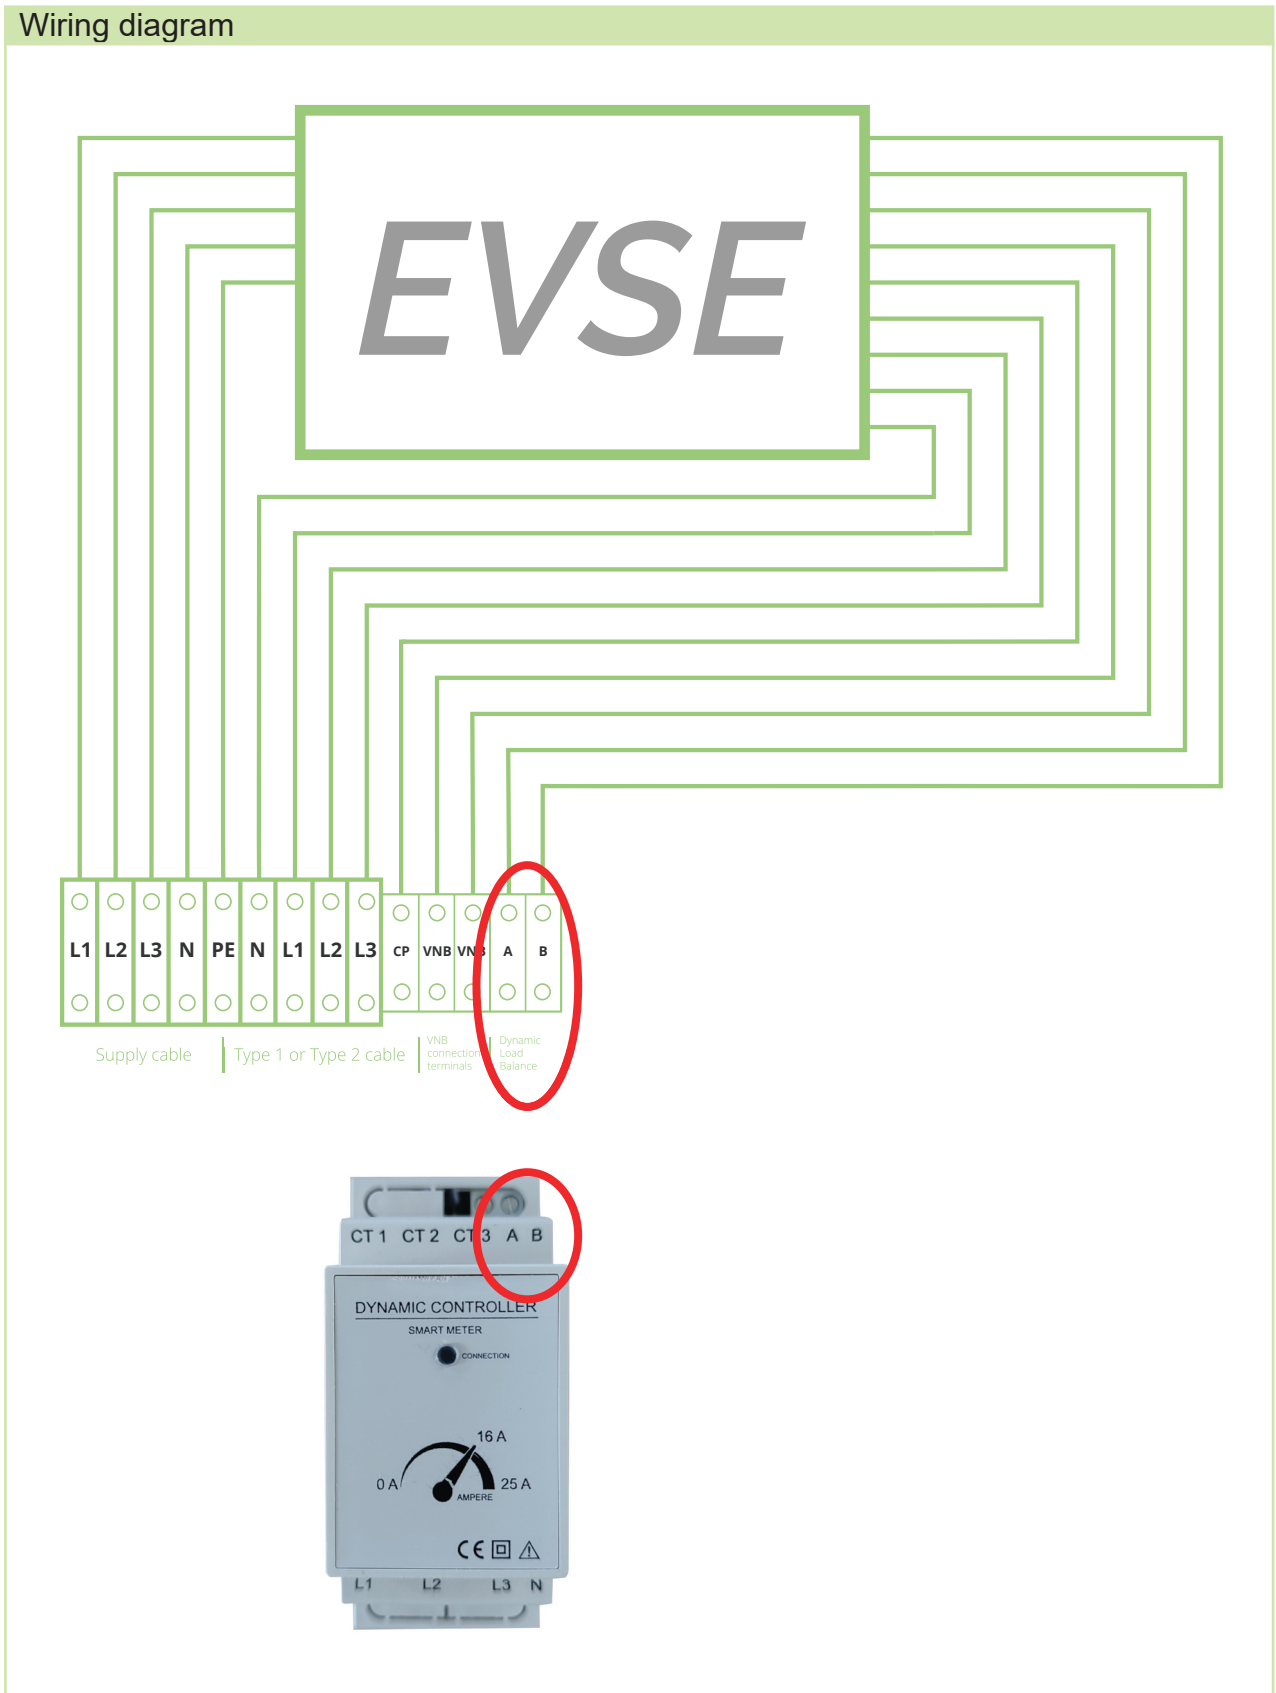 Wiring diagram
EVSE
L1 L2 L3 N PE N L1 L2 L3 CP VNB VNB A B
Supply cable
Type 1 or Type 2 cable
VNB
connection
terminals
Dynamic
Load
Balance
CT 1 CT 2 CT 3 A B
DYNAMIC CONTROLLER
SMART METER
CONNECTION
16 A
0 A
25 A
AMPERE
CE
L1 L2 L3 N